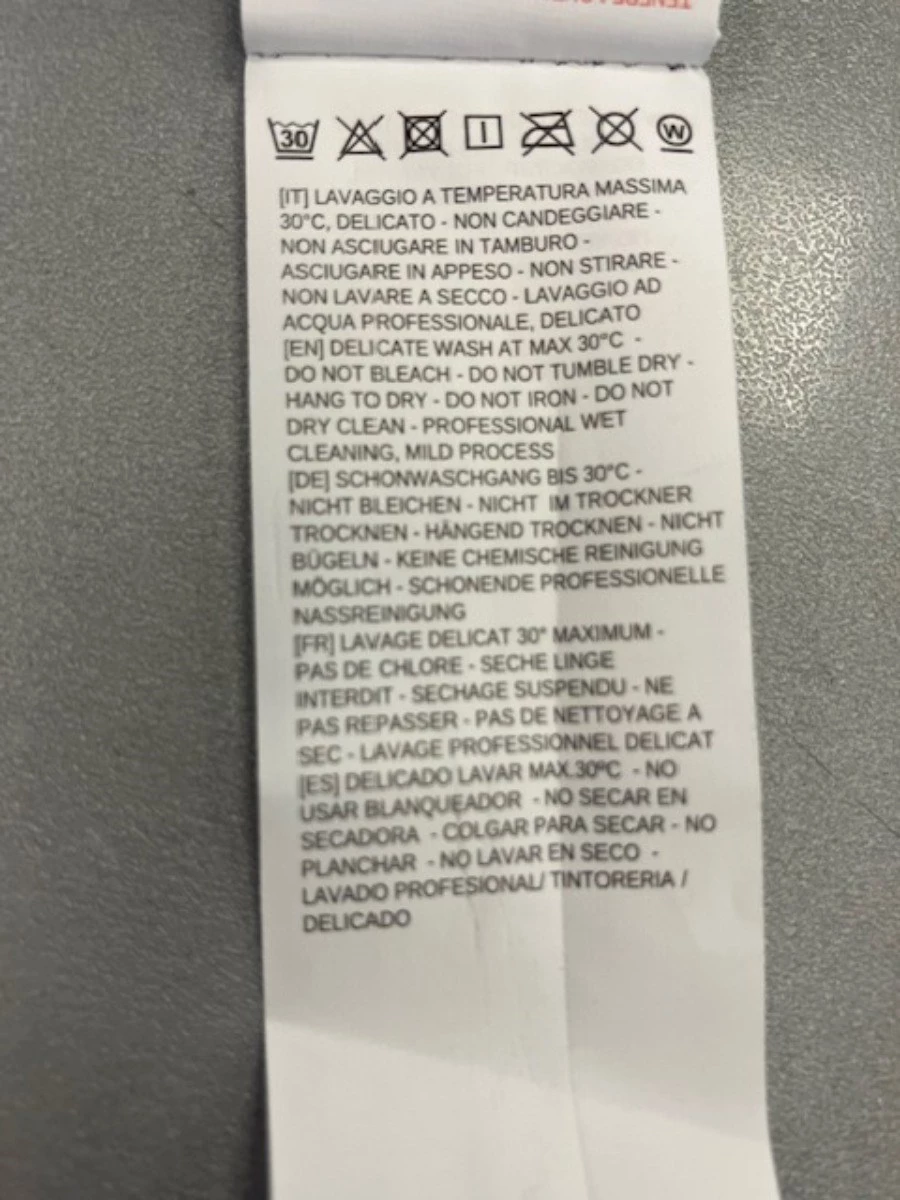 30 W
[IT] LAVAGGIO A TEMPERATURA MASSIMA
30°C, DELICATO - NON CANDEGGIARE -
NON ASCIUGARE IN TAMBURO -
ASCIUGARE IN APPESO - NON STIRARE -
NON LAVARE A SECCO - LAVAGGIO AD
ACQUA PROFESSIONALE, DELICATO
[EN] DELICATE WASH AT MAX 30°C -
DO NOT BLEACH - DO NOT TUMBLE DRY -
HANG TO DRY - DO NOT IRON - DO NOT
DRY CLEAN - PROFESSIONAL WET
CLEANING, MILD PROCESS
[DE] SCHONWASCHGANG BIS 30°C -
NICHT BLEICHEN - NICHT IM TROCKNER
TROCKNEN - HÄNGEND TROCKNEN - NICHT
BÜGELN - KEINE CHEMISCHE REINIGUNG
MÖGLICH - SCHONENDE PROFESSIONELLE
NASSREINIGUNG
[FR] LAVAGE DELICAT 30° MAXIMUM -
PAS DE CHLORE - SECHE LINGE
INTERDIT - SECHAGE SUSPENDU - NE
PAS REPASSER - PAS DE NETTOYAGE A
SEC - LAVAGE PROFESSIONNEL DELICAT
[ES] DELICADO LAVAR MAX.30ºC - NO
USAR BLANQUEADOR - NO SECAR EN
SECADORA - COLGAR PARA SECAR - NO
PLANCHAR - NO LAVAR EN SECO -
LAVADO PROFESIONAL/ TINTORERIA /
DELICADO